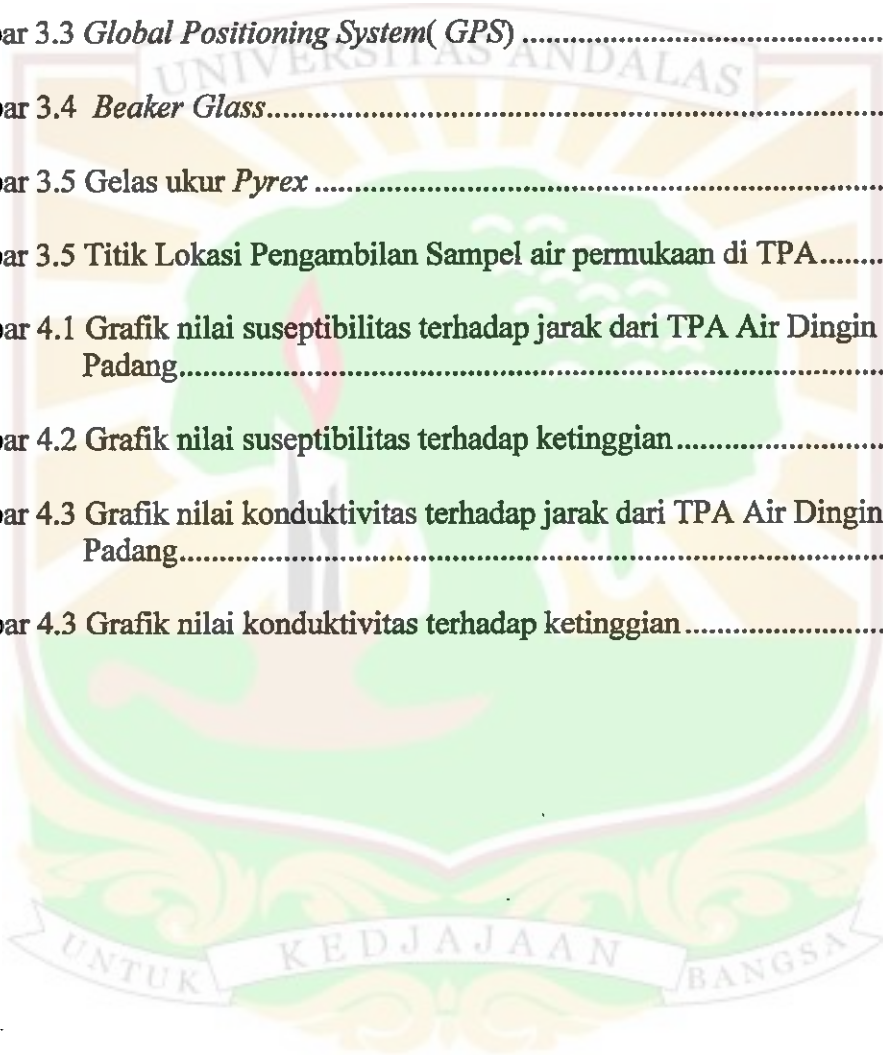 bar 3.3 Global Positioning System( GPS) ................................................
UNIVERSITAS ANDALAS
bar 3.4 Beaker Glass................................................................................
bar 3.5 Gelas ukur Pyrex .........................................................................
bar 3.5 Titik Lokasi Pengambilan Sampel air permukaan di TPA........
bar 4.1 Grafik nilai suseptibilitas terhadap jarak dari TPA Air Dingin
Padang...........................................................................................
bar 4.2 Grafik nilai suseptibilitas terhadap ketinggian...........................
bar 4.3 Grafik nilai konduktivitas terhadap jarak dari TPA Air Dingin
Padang...........................................................................................
bar 4.3 Grafik nilai konduktivitas terhadap ketinggian..........................
UNTUK KEDJAJAAN BANGSA